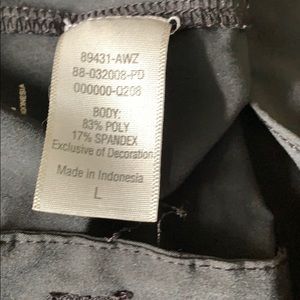 89431-AWZ
88-032008-PD
000000-Q208
BODY:
83% POLY
17% SPANDEX
Exclusive of Decoration
Made in Indonesia
L